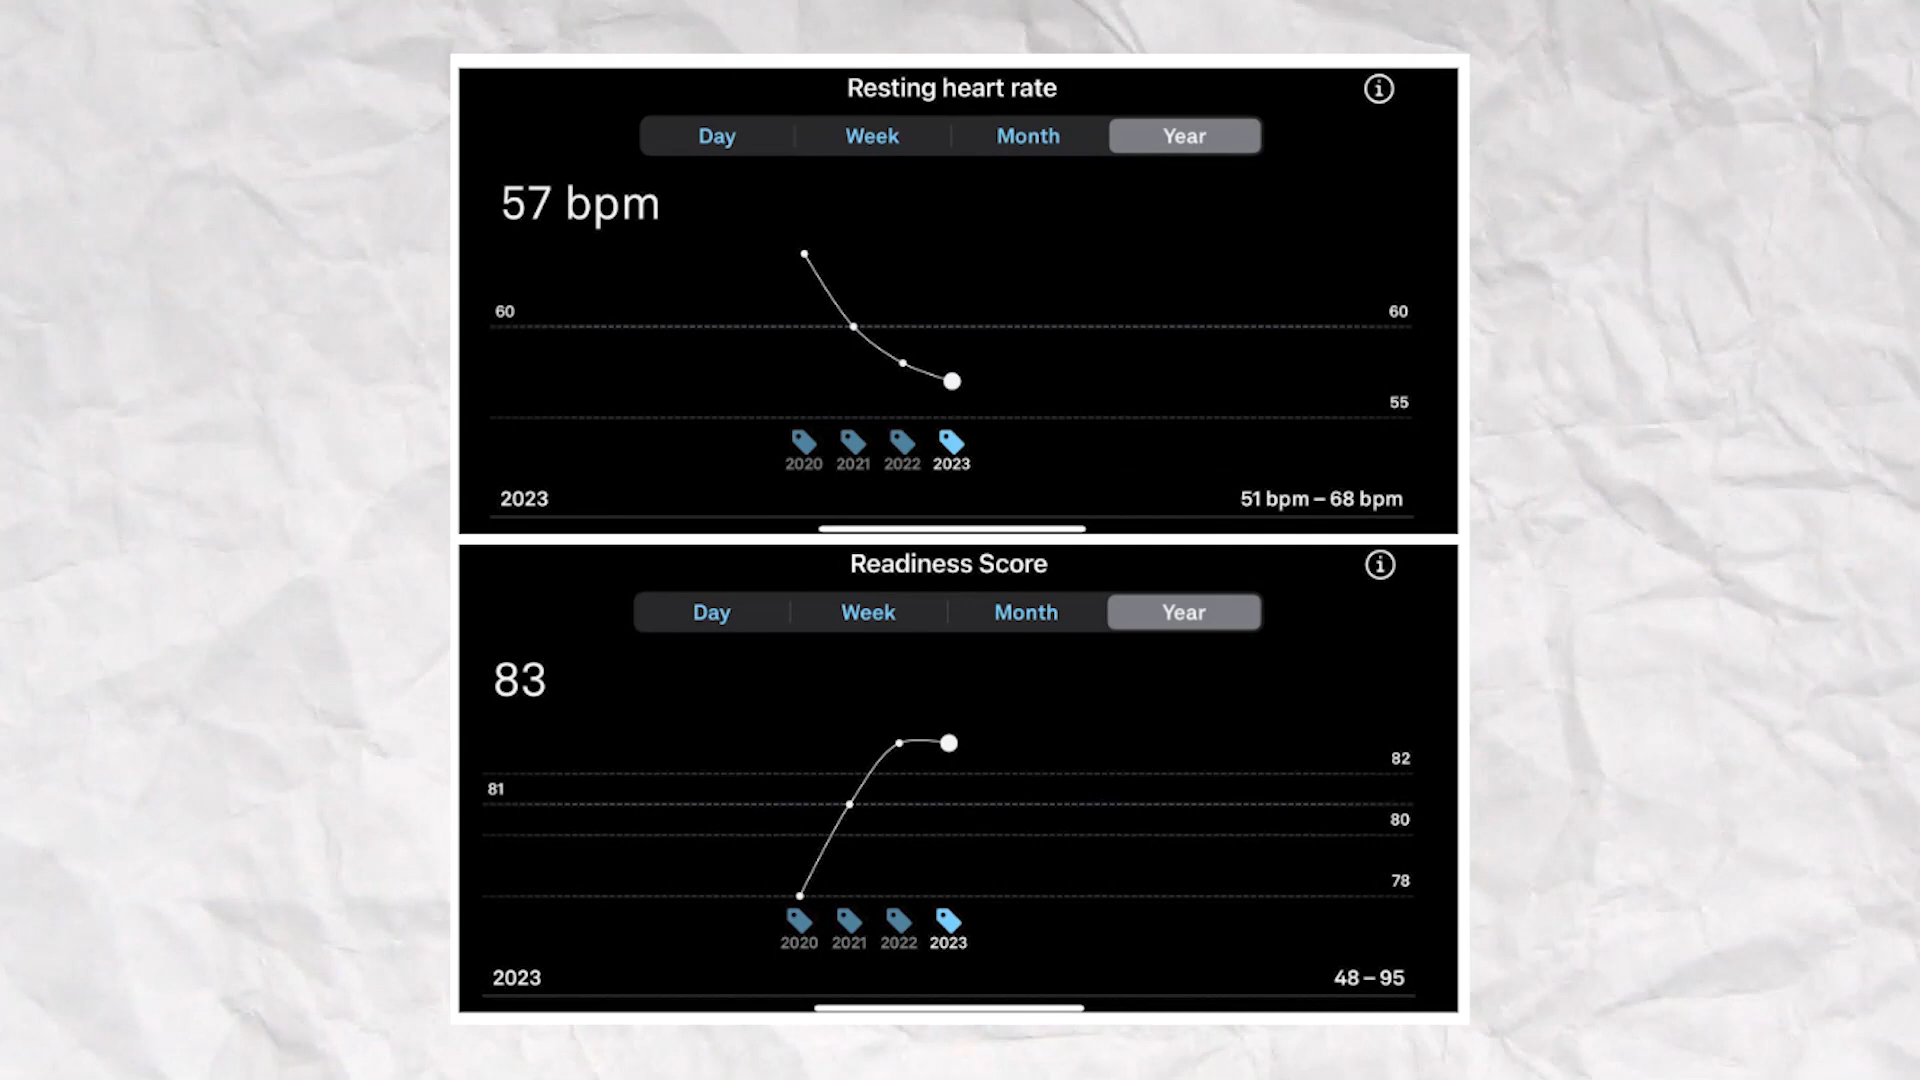 Resting heart rate
Day Week Month Year
57 bpm
60 60
55
2020 2021 2022 2023
2023 51 bpm – 68 bpm
Readiness Score
Day Week Month Year
83
82
81
80
78
2020 2021 2022 2023
2023 48 – 95